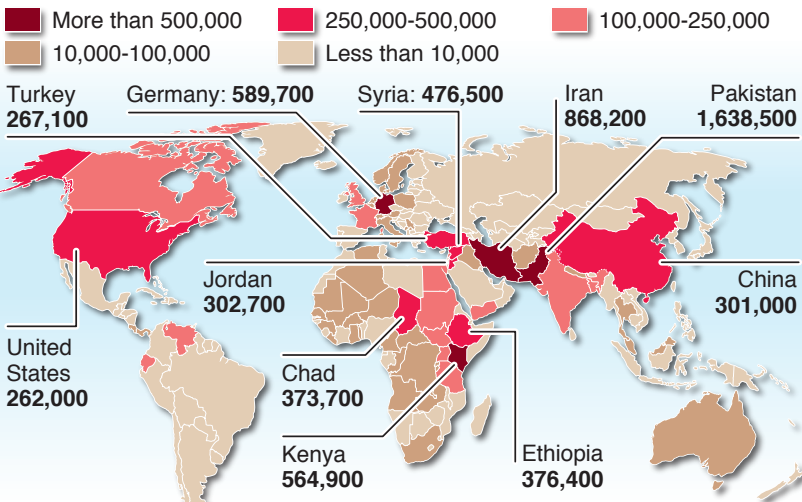 More than 500,000
250,000-500,000
100,000-250,000
10,000-100,000
Less than 10,000
Turkey
267,100
Germany: 589,700
Syria: 476,500
Iran
868,200
Pakistan
1,638,500
Jordan
302,700
China
301,000
United
States
262,000
Chad
373,700
Kenya
564,900
Ethiopia
376,400